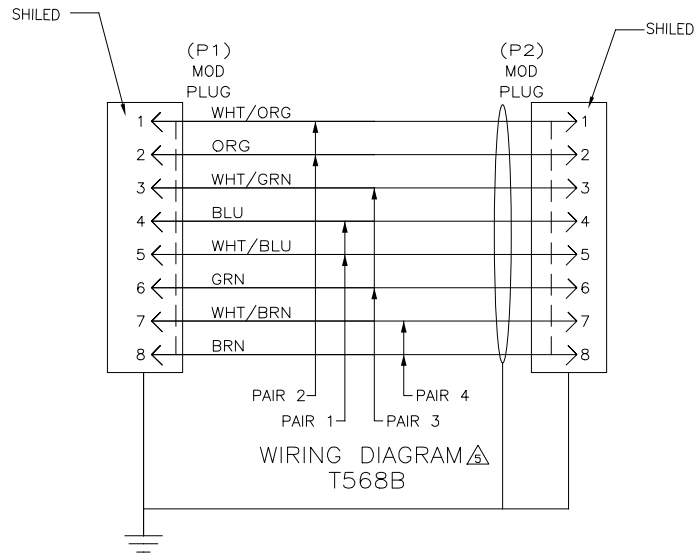 SHILED
SHILED
(P1)
MOD
PLUG
(P2)
MOD
PLUG
1 WHT/ORG 1
2 ORG 2
3 WHT/GRN 3
4 BLU 4
5 WHT/BLU 5
6 GRN 6
7 WHT/BRN 7
8 BRN 8
PAIR 2 PAIR 4
PAIR 1 PAIR 3
WIRING DIAGRAM 5
T568B